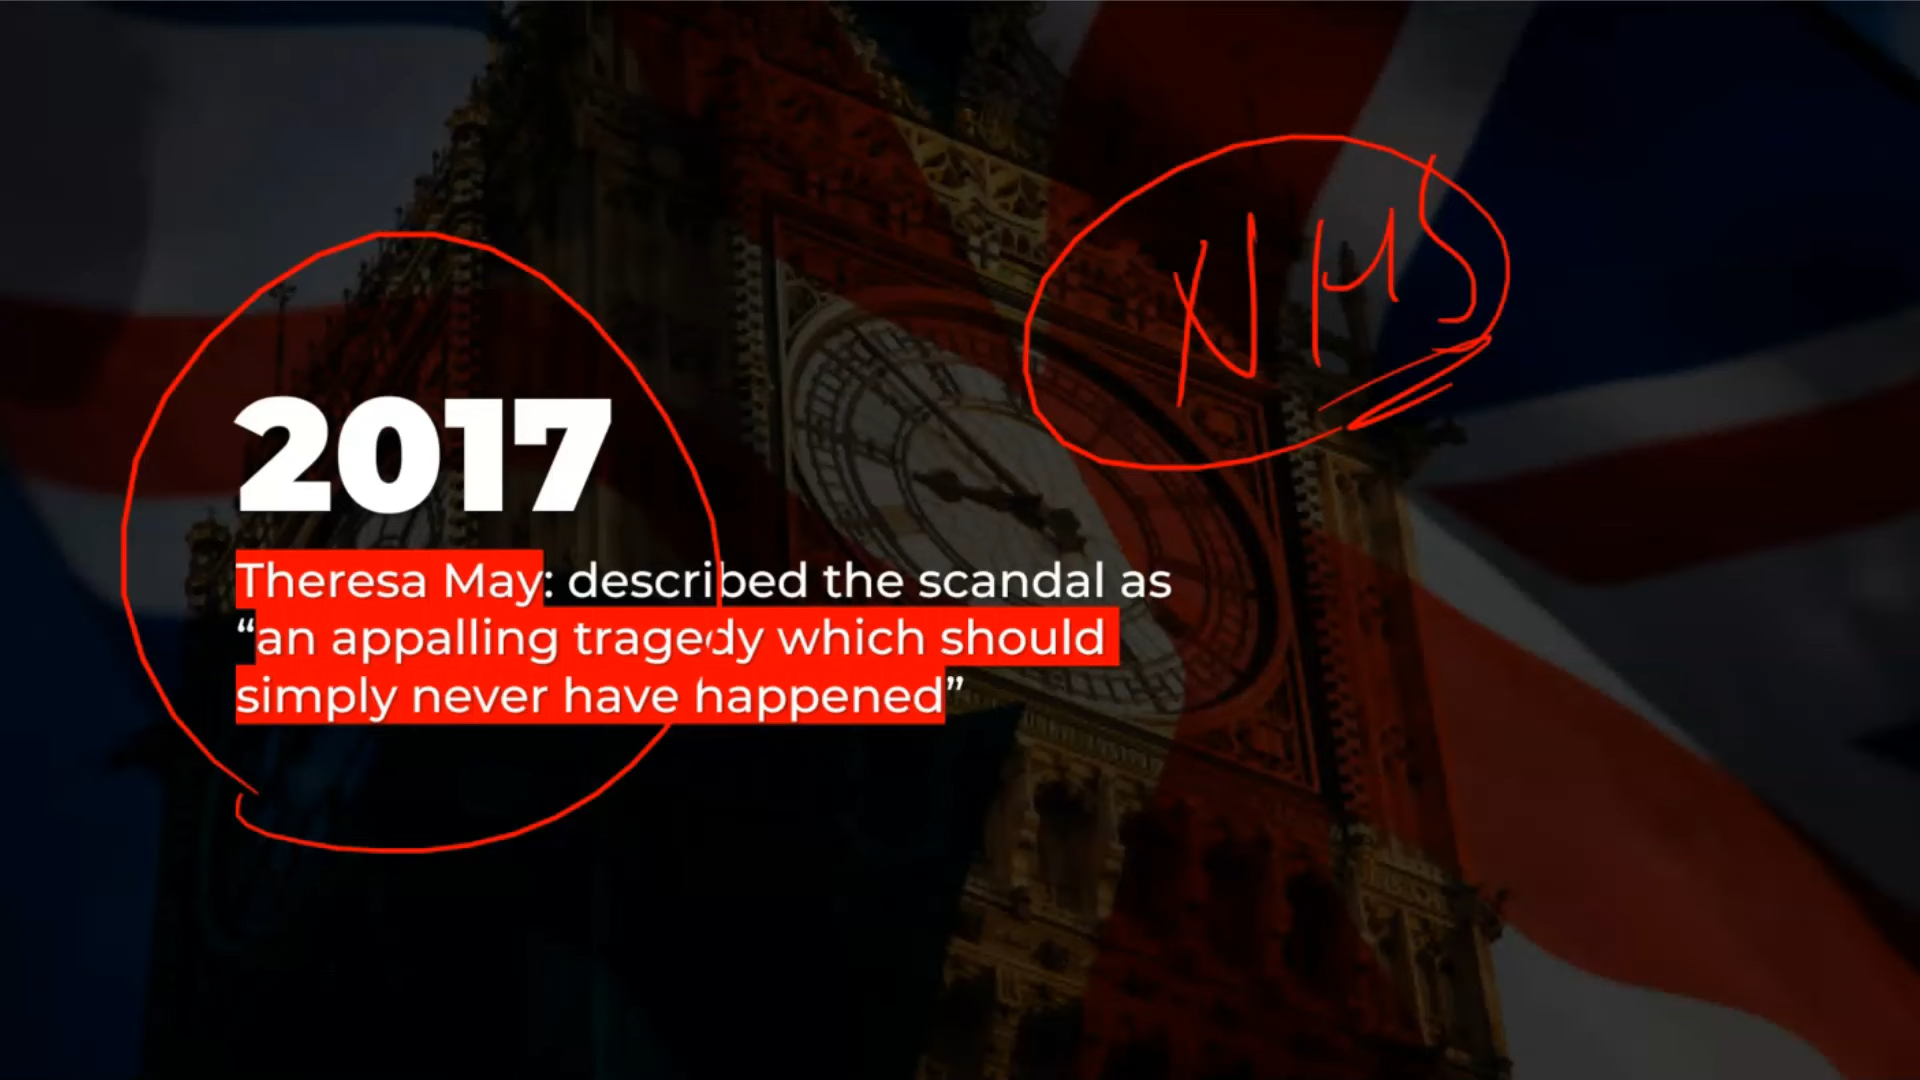 NHS
2017
Theresa May: described the scandal as
“an appalling tragedy which should
simply never have happened”